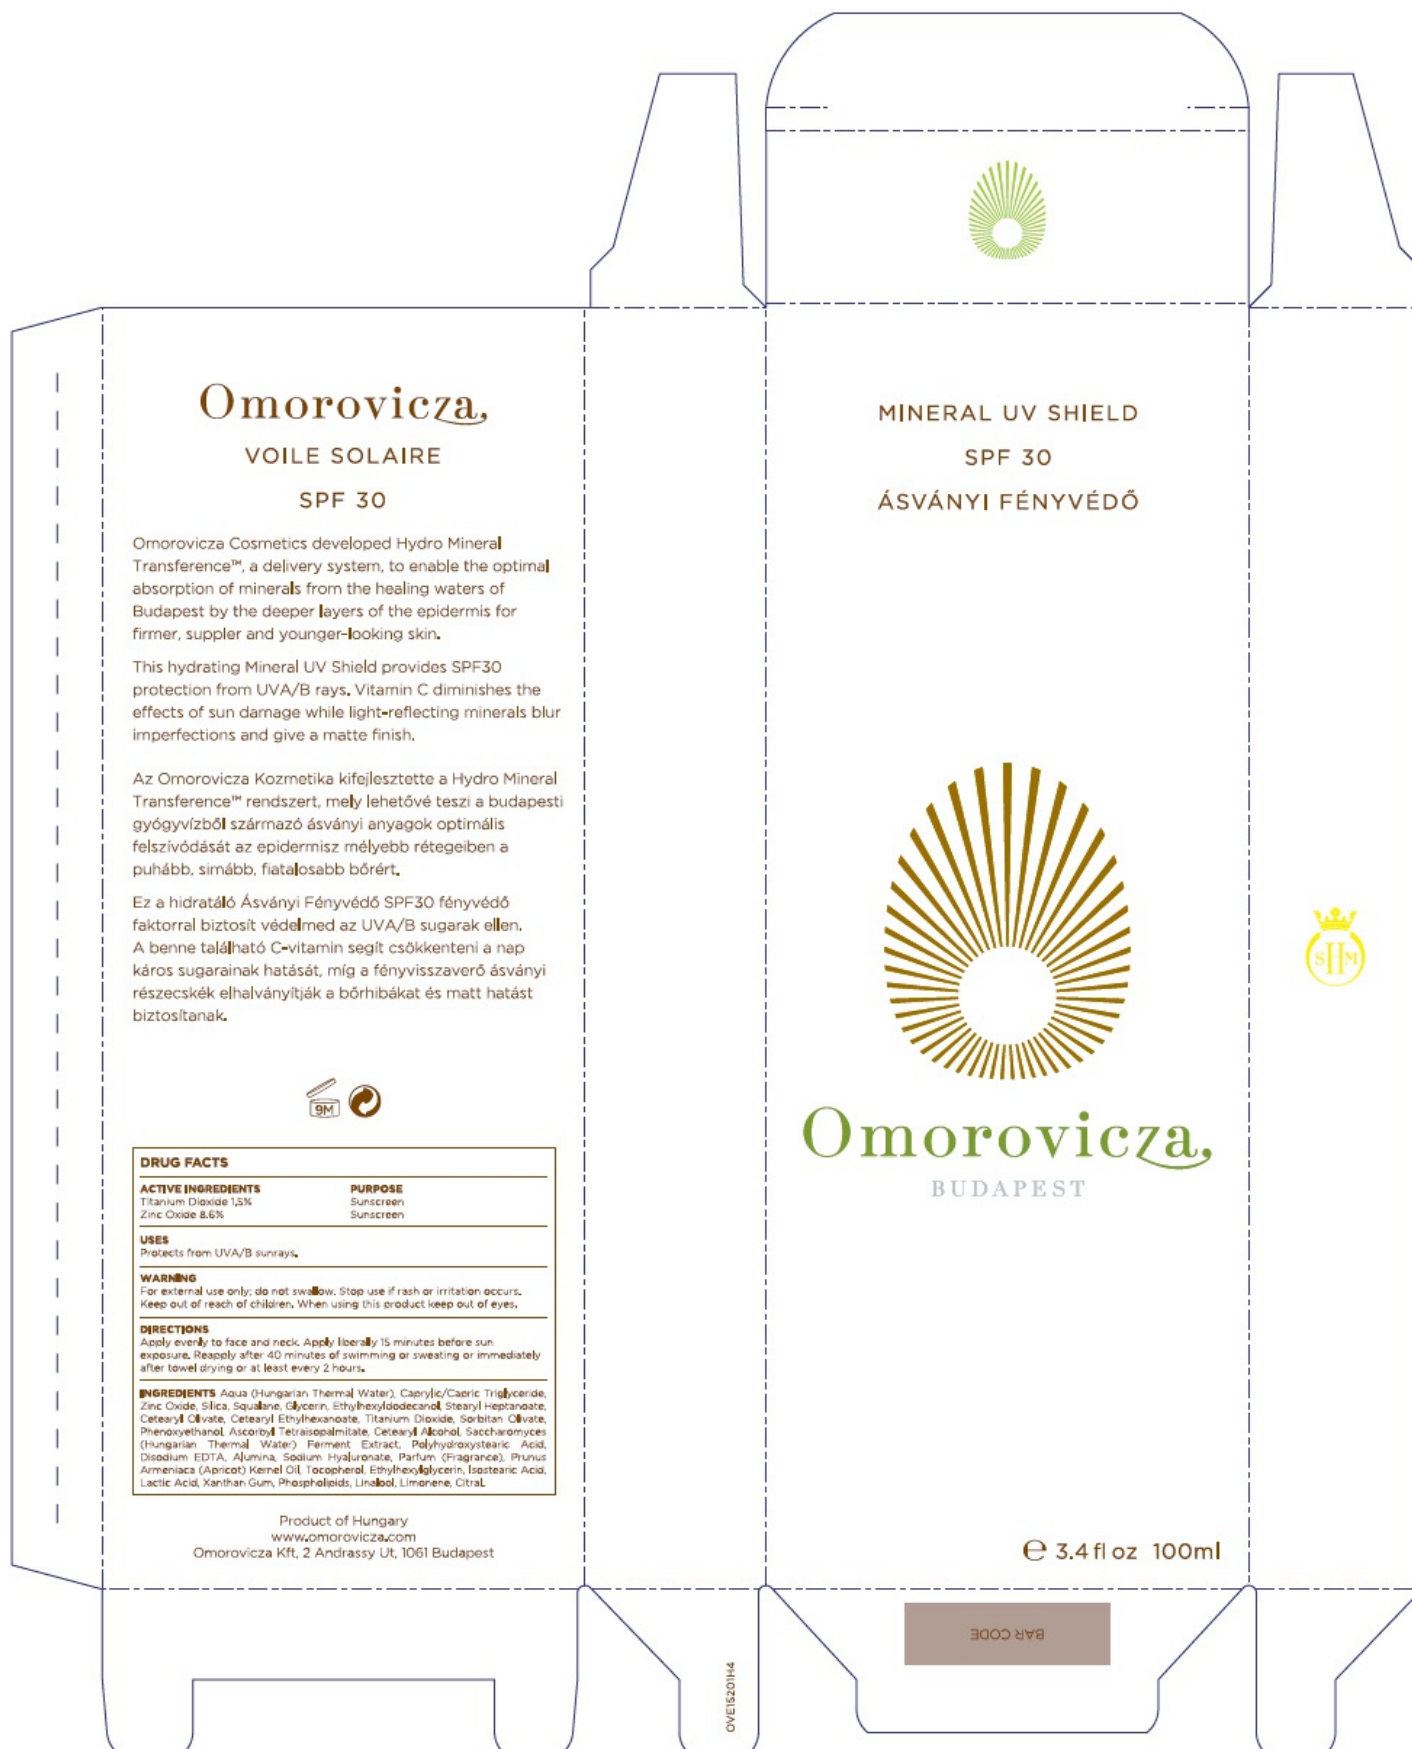 Omorovicza
VOILE SOLAIRE
SPF 30
Omorovicza Cosmetics developed Hydro Mineral
Transference™, a delivery system, to enable the optimal
absorption of minerals from the healing waters of
Budapest by the deeper layers of the epidermis for
firmer, suppler and younger-looking skin.
This hydrating Mineral UV Shield provides SPF30
protection from UVA/B rays. Vitamin C diminishes the
effects of sun damage while light-reflecting minerals blur
imperfections and give a matte finish.
Az Omorovicza Kozmetika kifejlesztette a Hydro Mineral
Transference™ rendszert, mely lehetővé teszi a budapesti
gyógyvízből származó ásványi anyagok optimális
felszívódását az epidermisz mélyebb rétegeiben a
puhább, simább, fiatalosabb bőrért.
Ez a hidratáló Ásványi Fényvédő SPF30 fényvédő
faktorral biztosít védelmed az UVA/B sugarak ellen.
A benne található C-vitamin segít csökkenteni a nap
káros sugarainak hatását, míg a fényvisszaverő ásványi
részecskék elhalványítják a bőrhibákat és matt hatást
biztosítanak.
9M
DRUG FACTS
ACTIVE INGREDIENTS PURPOSE
Titanium Dioxide 1,5% Sunscreen
Zinc Oxide 8.6% Sunscreen
USES
Protects from UVA/B sunrays.
WARNING
For external use only; do not swallow. Stop use if rash or irritation occurs.
Keep out of reach of children. When using this product keep out of eyes.
DIRECTIONS
Apply evenly to face and neck. Apply liberally 15 minutes before sun
exposure. Reapply after 40 minutes of swimming or sweating or immediately
after towel drying or at least every 2 hours.
INGREDIENTS Aqua (Hungarian Thermal Water), Caprylic/Capric Triglyceride,
Zinc Oxide, Silica, Squalane, Glycerin, Ethylhexyldodecanol, Stearyl Heptanoate,
Cetearyl Olivate, Cetearyl Ethylhexanoate, Titanium Dioxide, Sorbitan Olivate,
Phenoxyethanol, Ascorbyl Tetraisopalmitate, Cetearyl Alcohol, Saccharomyces
(Hungarian Thermal Water) Ferment Extract, Polyhydroxystearic Acid,
Disodium EDTA, Alumina, Sodium Hyaluronate, Parfum (Fragrance), Prunus
Armeniaca (Apricot) Kernel Oil, Tocopherol, Ethylhexylglycerin, Isostearic Acid,
Lactic Acid, Xanthan Gum, Phospholipids, Linalool, Limonene, Citral.
Product of Hungary
www.omorovicza.com
Omorovicza Kft, 2 Andrassy Ut, 1061 Budapest
OVE15201H4
MINERAL UV SHIELD
SPF 30
ÁSVÁNYI FÉNYVÉDŐ
Omorovicza
BUDAPEST
℮ 3.4 fl oz 100ml
BAR CODE
SHM